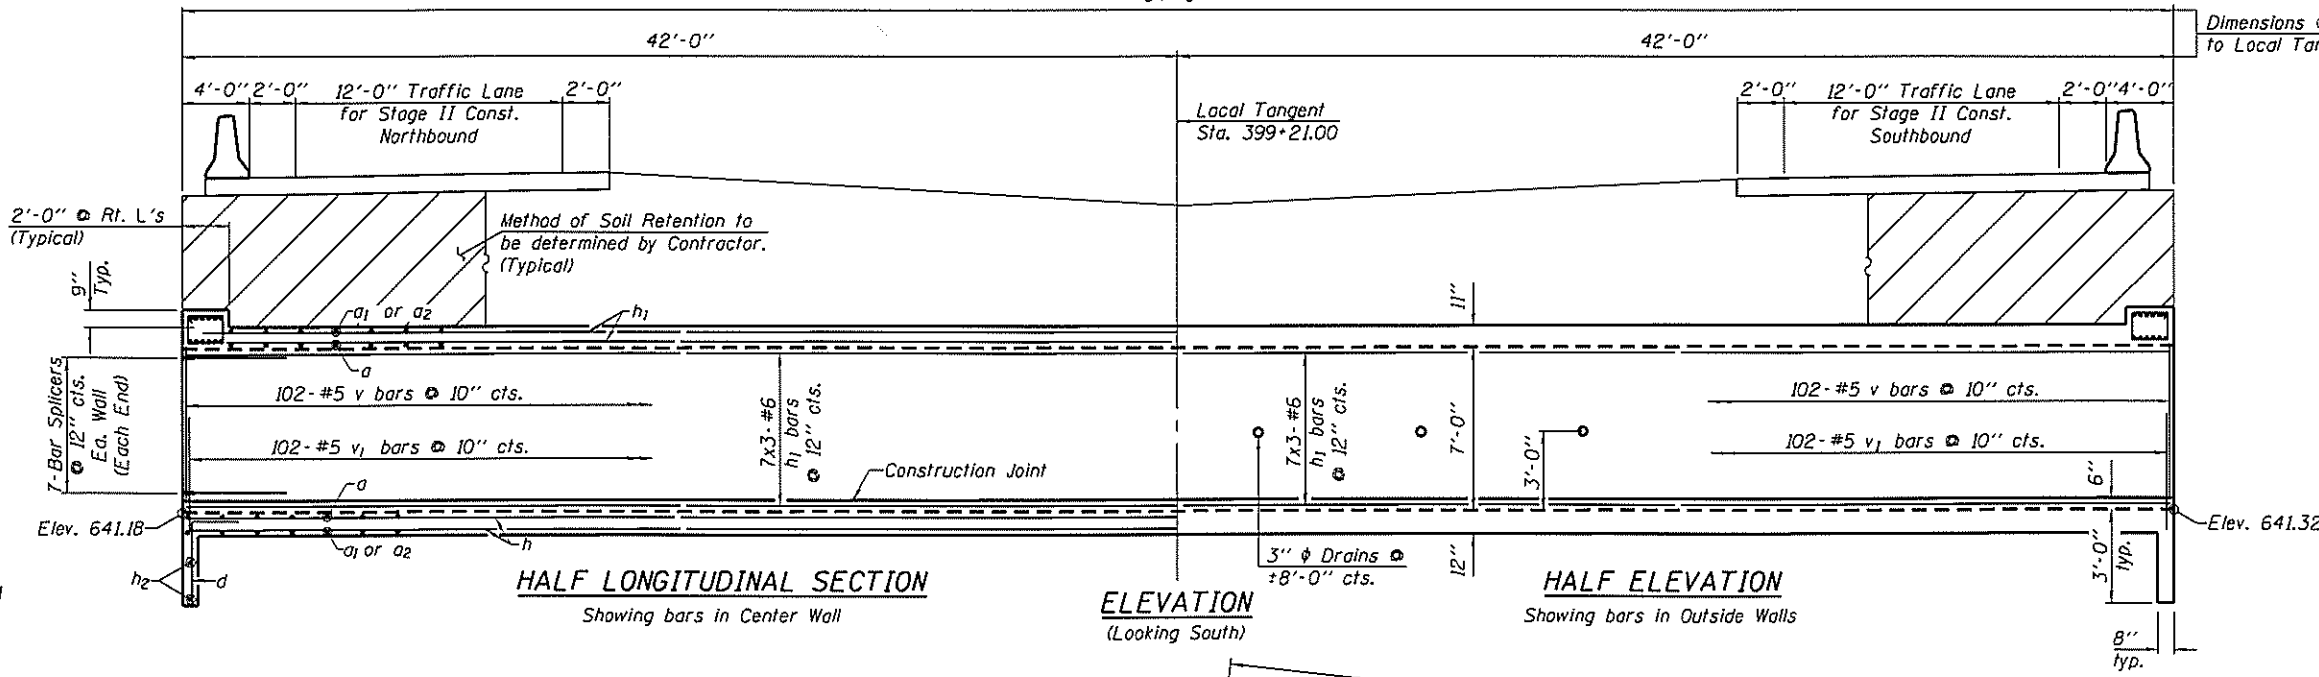 Dimensions
to Local
42'-0"
42'-0"
4'-0" 2'-0" 12'-0" Traffic Lane 2'-0"
for Stage II Const.
Northbound
Local Tangent
Sta. 399+21.00
2'-0" 12'-0" Traffic Lane 2'-0" 4'-0"
for Stage II Const.
Southbound
2'-0" @ Rt. L's
(Typical)
Method of Soil Retention to
be determined by Contractor.
(Typical)
9"
Typ.
a1 or a2
h1
a
11"
7-Bar Splicers
@ 12" cts.
Ea. Wall
(Each End)
102-#5 v bars @ 10" cts.
102-#5 v1 bars @ 10" cts.
7x3-#6
h1 bars
@ 12" cts.
7x3-#6
h1 bars
@ 12" cts.
7'-0"
3'-0"
102-#5 v bars @ 10" cts.
102-#5 v1 bars @ 10" cts.
a
Construction Joint
6"
Elev. 641.18
Elev. 641.32
a1 or a2
h
h2
d
3" ϕ Drains @
±8'-0" cts.
12"
3'-0"
typ.
HALF LONGITUDINAL SECTION
Showing bars in Center Wall
ELEVATION
(Looking South)
HALF ELEVATION
Showing bars in Outside Walls
8"
typ.